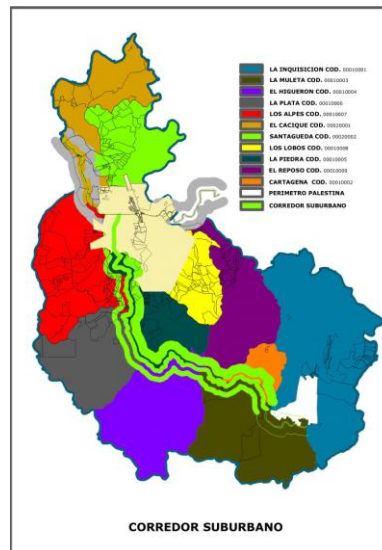 LA INQUISICION COD. 00010001
LA MULETA COD. 00010003
EL HIGUERON COD. 00010004
LA PLATA COD. 00010006
LOS ALPES COD. 00010007
EL CACIQUE COD. 00020001
SANTAGUEDA COD. 00020002
LOS LOBOS COD. 00010008
LA PIEDRA COD. 00010005
EL REPOSO COD. 00010009
CARTAGENA COD. 00010002
PERIMETRO PALESTINA
CORREDOR SUBURBANO
CORREDOR SUBURBANO